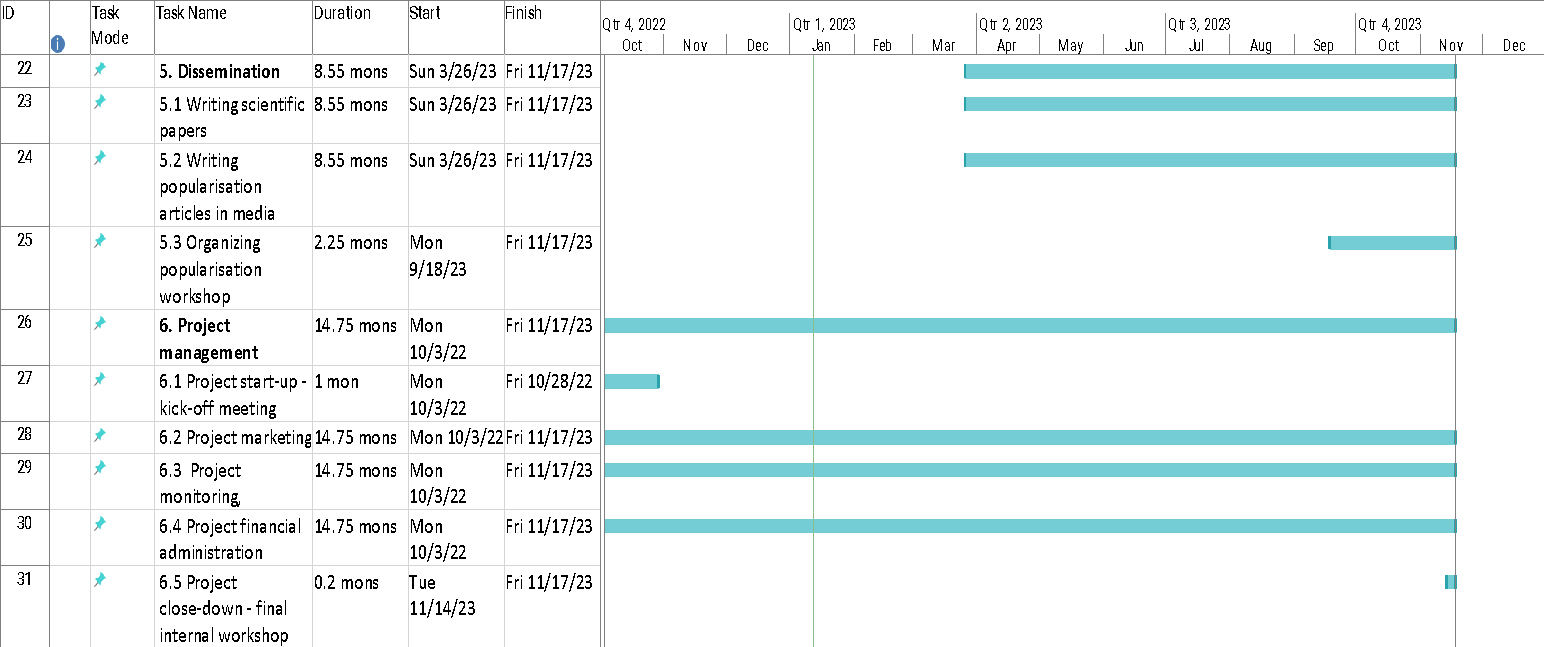 ID Task Mode Task Name Duration Start Finish
Qtr 4, 2022 Qtr 1, 2023 Qtr 2, 2023 Qtr 3, 2023 Qtr 4, 2023
Oct Nov Dec Jan Feb Mar Apr May Jun Jul Aug Sep Oct Nov Dec
22 5. Dissemination 8.55 mons Sun 3/26/23 Fri 11/17/23
23 5.1 Writing scientific 8.55 mons Sun 3/26/23 Fri 11/17/23
papers
24 5.2 Writing 8.55 mons Sun 3/26/23 Fri 11/17/23
popularisation
articles in media
25 5.3 Organizing 2.25 mons Mon Fri 11/17/23
popularisation 9/18/23
workshop
26 6. Project 14.75 mons Mon Fri 11/17/23
management 10/3/22
27 6.1 Project start-up - 1 mon Mon Fri 10/28/22
kick-off meeting 10/3/22
28 6.2 Project marketing 14.75 mons Mon 10/3/22 Fri 11/17/23
29 6.3 Project 14.75 mons Mon Fri 11/17/23
monitoring, 10/3/22
30 6.4 Project financial 14.75 mons Mon Fri 11/17/23
administration 10/3/22
31 6.5 Project 0.2 mons Tue Fri 11/17/23
close-down - final 11/14/23
internal workshop